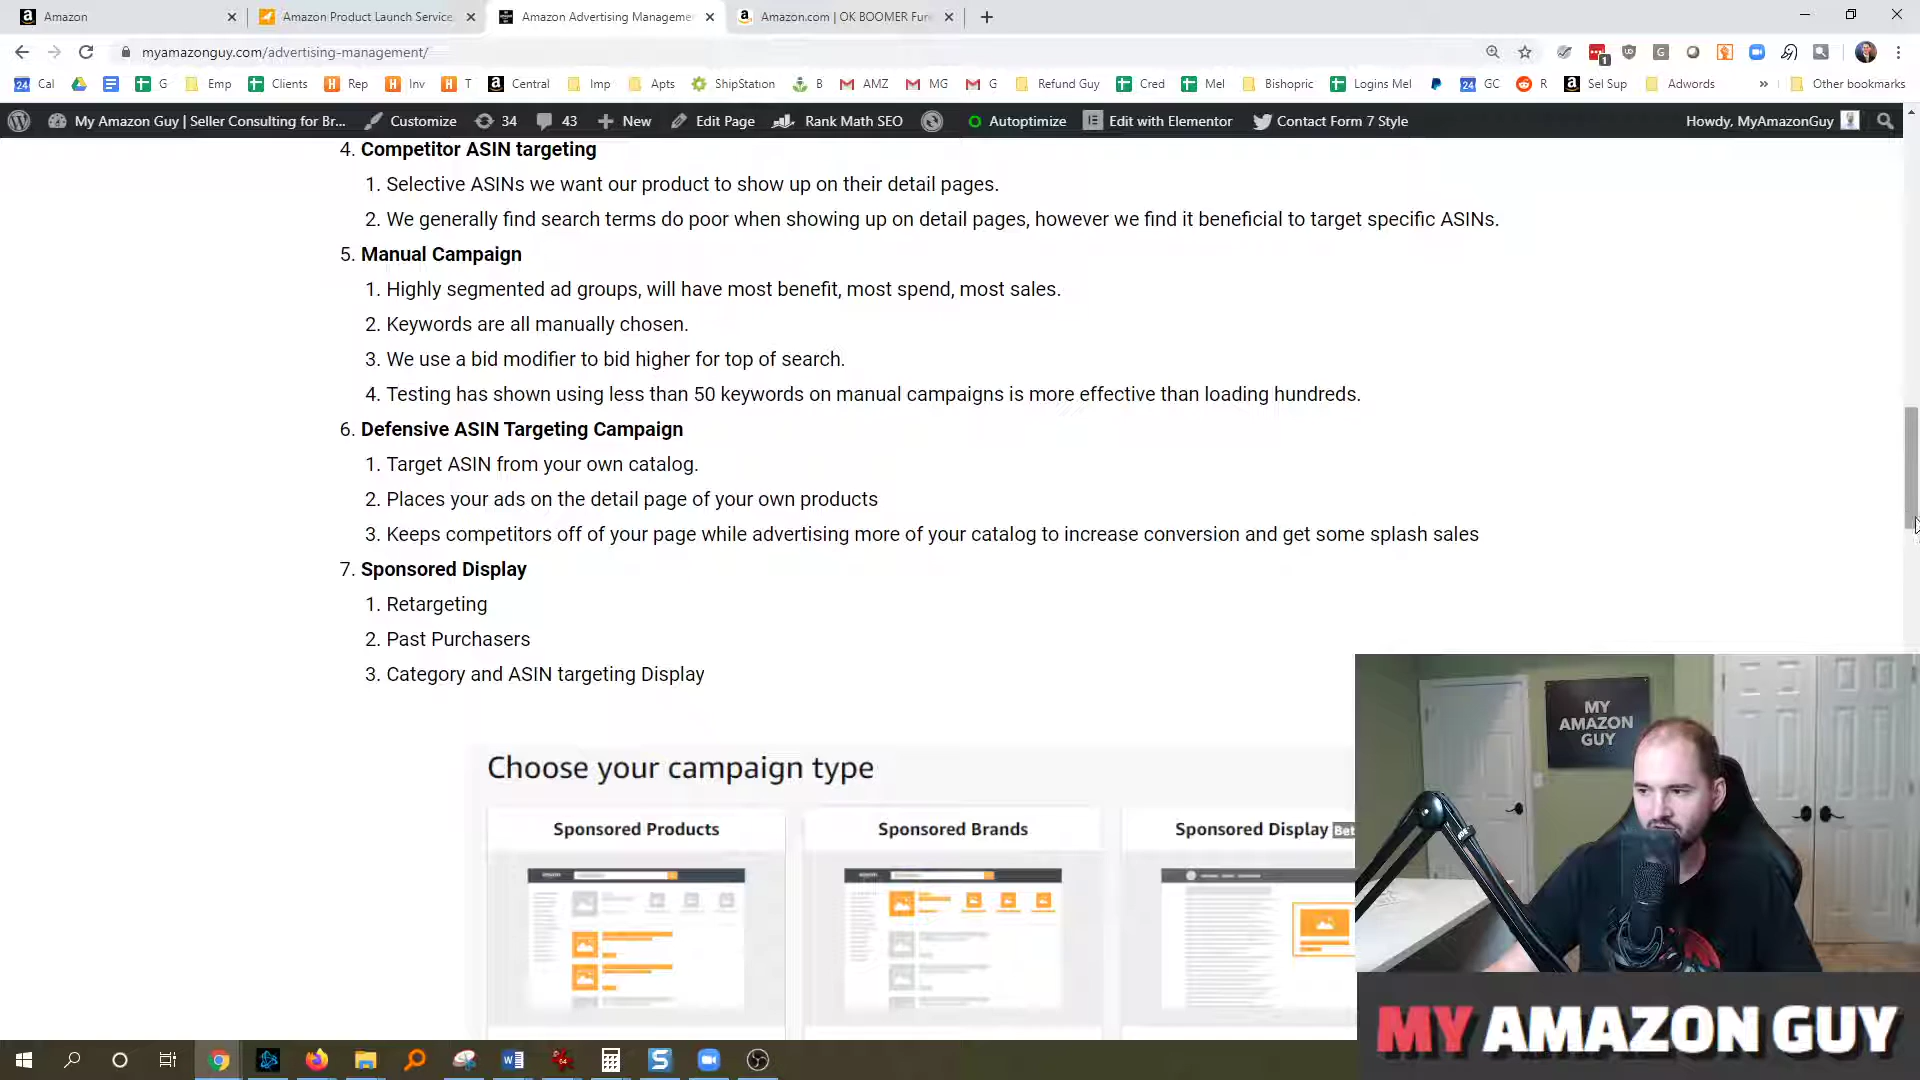 Amazon
Amazon Product Launch Service
Amazon Advertising Manageme
Amazon.com | OK BOOMER Fun
myamazonguy.com/advertising-management/
24 Cal G Emp Clients Rep Inv T Central Imp Apts ShipStation B AMZ MG G Refund Guy Cred Mel Bishopric Logins Mel 24 GC R Sel Sup Adwords » Other bookmarks
My Amazon Guy | Seller Consulting for Br... Customize 34 43 New Edit Page Rank Math SEO Autoptimize Edit with Elementor Contact Form 7 Style Howdy, MyAmazonGuy
4. Competitor ASIN targeting
1. Selective ASINs we want our product to show up on their detail pages.
2. We generally find search terms do poor when showing up on detail pages, however we find it beneficial to target specific ASINs.
5. Manual Campaign
1. Highly segmented ad groups, will have most benefit, most spend, most sales.
2. Keywords are all manually chosen.
3. We use a bid modifier to bid higher for top of search.
4. Testing has shown using less than 50 keywords on manual campaigns is more effective than loading hundreds.
6. Defensive ASIN Targeting Campaign
1. Target ASIN from your own catalog.
2. Places your ads on the detail page of your own products
3. Keeps competitors off of your page while advertising more of your catalog to increase conversion and get some splash sales
7. Sponsored Display
1. Retargeting
2. Past Purchasers
3. Category and ASIN targeting Display
Choose your campaign type
Sponsored Products
Sponsored Brands
Sponsored Display Bet
MY
AMAZON
GUY
MY AMAZON GUY